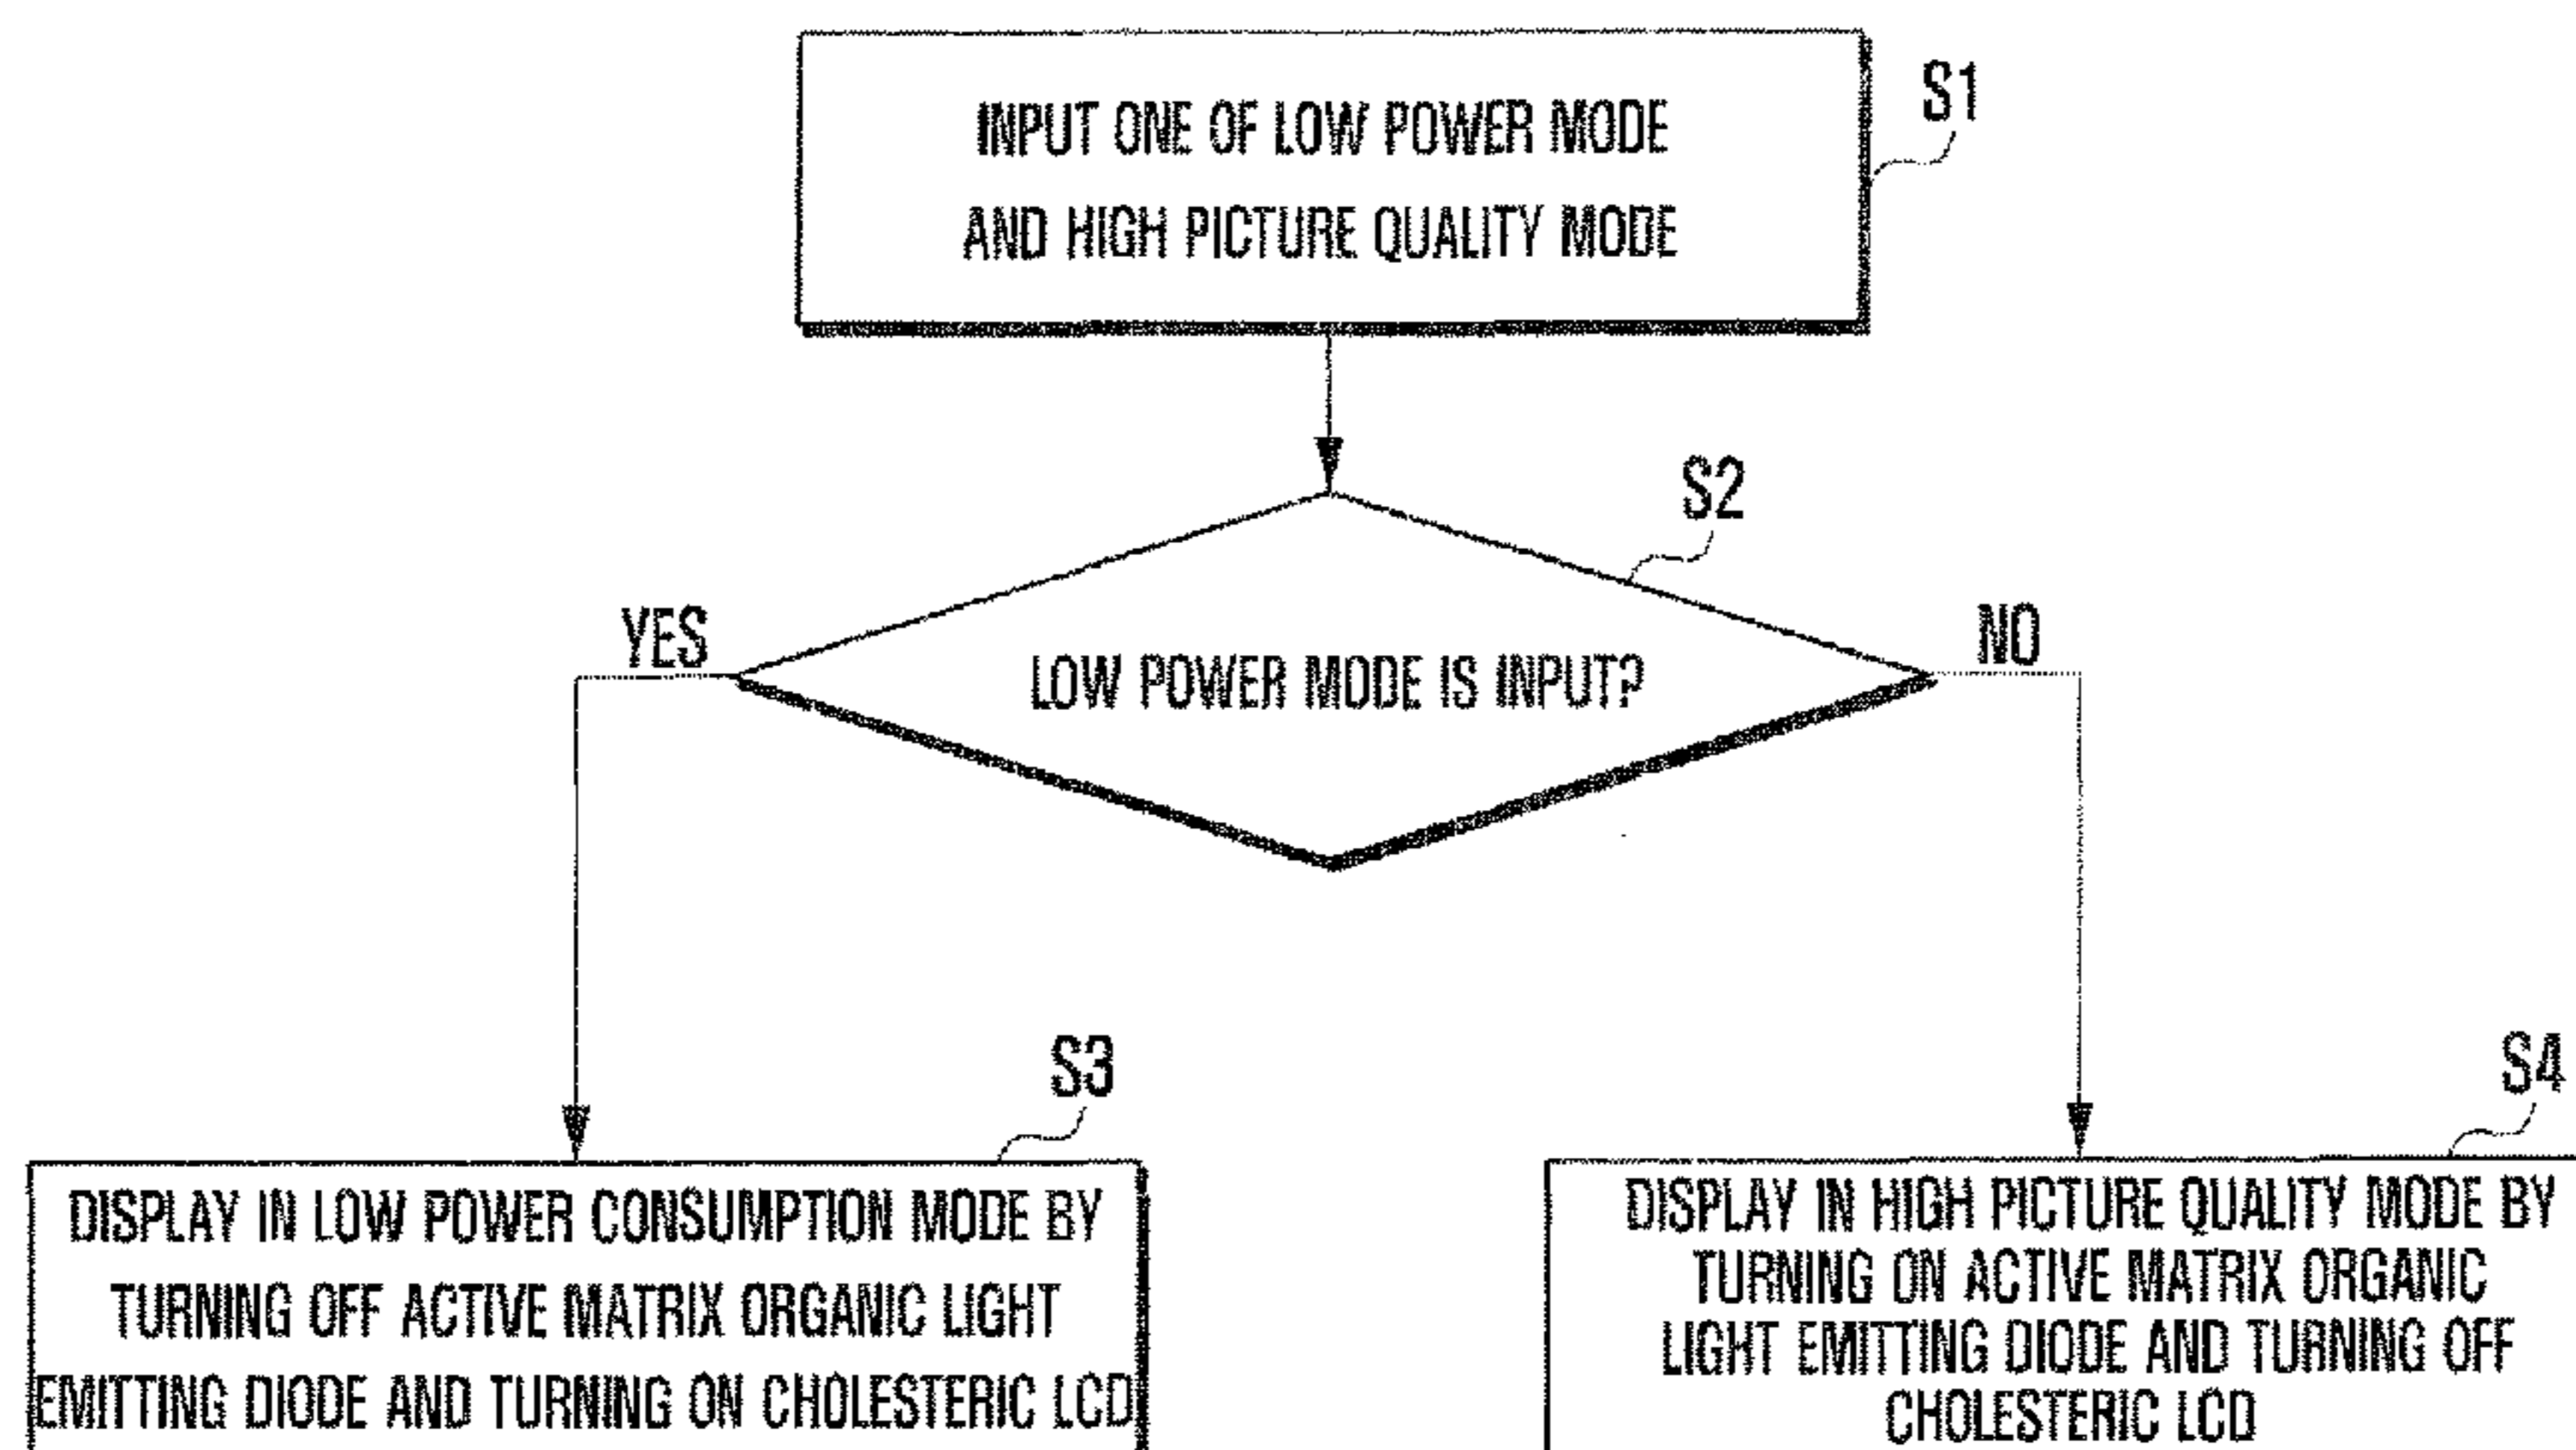 INPUT ONE OF LOW POWER MODE
AND HIGH PICTURE QUALITY MODE
S1
S2
YES
LOW POWER MODE IS INPUT?
NO
S3
DISPLAY IN LOW POWER CONSUMPTION MODE BY
TURNING OFF ACTIVE MATRIX ORGANIC LIGHT
EMITTING DIODE AND TURNING ON CHOLESTERIC LCD
S4
DISPLAY IN HIGH PICTURE QUALITY MODE BY
TURNING ON ACTIVE MATRIX ORGANIC
LIGHT EMITTING DIODE AND TURNING OFF
CHOLESTERIC LCD